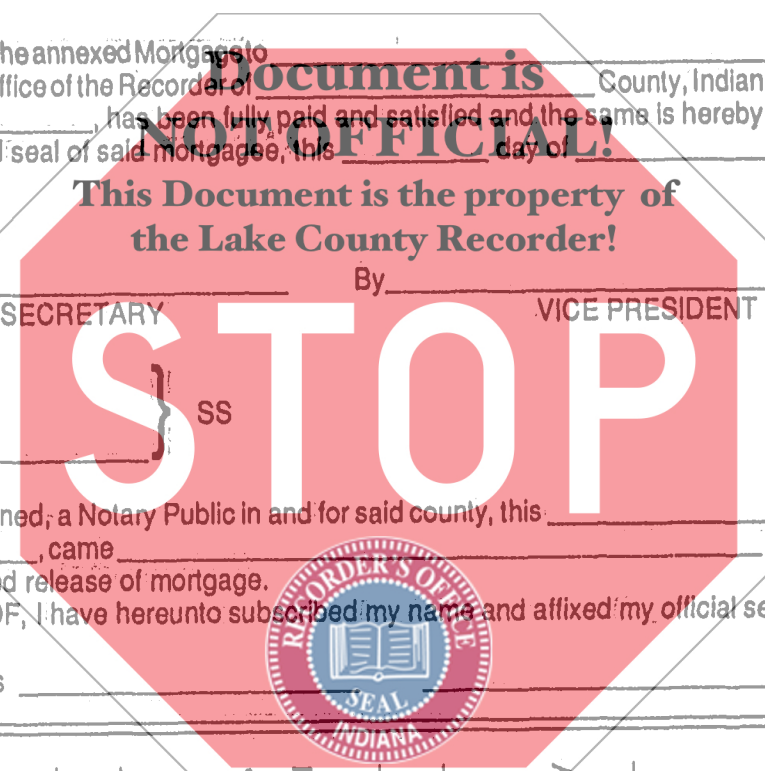 he annexed Mortgage to
ffice of the Recorder of County, Indian
, has been fully paid and satisfied and the same is hereby
l seal of said mortgagee, this day of
Document is
NOT OFFICIAL!
This Document is the property of
the Lake County Recorder!
By
SECRETARY VICE PRESIDENT
STOP
} SS
ned, a Notary Public in and for said county, this
, came
d release of mortgage.
OF, I have hereunto subscribed my name and affixed my official se
s
RECORDER'S OFFICE
SEAL
INDIANA